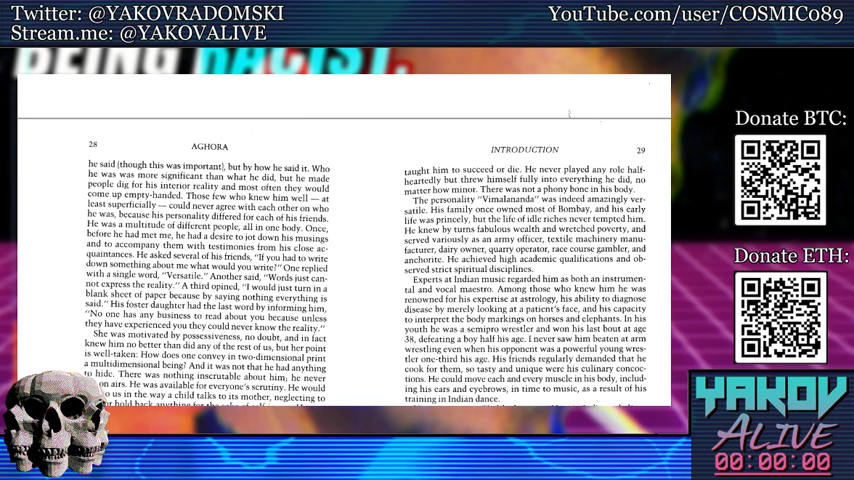 Twitter: @YAKOVRADOMSKI
Stream.me: @YAKOVALIVE
YouTube.com/user/COSMIC089
BEING RACIST.
28
AGHORA
he said (though this was important), but by how he said it. Who
he was was more significant than what he did, but he made
people dig for his interior reality and most often they would
come up empty-handed. Those few who knew him well — at
least superficially — could never agree with each other on who
he was, because his personality differed for each of his friends.
He was a multitude of different people, all in one body. Once,
before he had met me, he had a desire to jot down his musings
and to accompany them with testimonies from his close ac-
quaintances. He asked several of his friends, "If you had to write
down something about me what would you write?" One replied
with a single word, "Versatile." Another said, "Words just can-
not express the reality." A third opined, "I would just turn in a
blank sheet of paper because by saying nothing everything is
said." His foster daughter had the last word by informing him,
"No one has any business to read about you because unless
they have experienced you they could never know the reality."
She was motivated by possessiveness, no doubt, and in fact
knew him no better than did any of the rest of us, but her point
is well-taken: How does one convey in two-dimensional print
a multidimensional being? And it was not that he had anything
to hide. There was nothing inscrutable about him; he never
on airs. He was available for everyone's scrutiny. He would
o us in the way a child talks to its mother, neglecting to
or hold back anything for the sake of
INTRODUCTION
29
taught him to succeed or die. He never played any role half-
heartedly but threw himself fully into everything he did, no
matter how minor. There was not a phony bone in his body.
The personality "Vimalananda" was indeed amazingly ver-
satile. His family once owned most of Bombay, and his early
life was princely, but the life of idle riches never tempted him.
He knew by turns fabulous wealth and wretched poverty, and
served variously as an army officer, textile machinery manu-
facturer, dairy owner, quarry operator, race course gambler, and
anchorite. He achieved high academic qualifications and ob-
served strict spiritual disciplines.
Experts at Indian music regarded him as both an instrumen-
tal and vocal maestro. Among those who knew him he was
renowned for his expertise at astrology, his ability to diagnose
disease by merely looking at a patient's face, and his capacity
to interpret the body markings on horses and elephants. In his
youth he was a semipro wrestler and won his last bout at age
38, defeating a boy half his age. I never saw him beaten at arm
wrestling even when his opponent was a powerful young wres-
tler one-third his age. His friends regularly demanded that he
cook for them, so tasty and unique were his culinary concoc-
tions. He could move each and every muscle in his body, includ-
ing his ears and eyebrows, in time to music, as a result of his
training in Indian dance.
Donate BTC:
Donate ETH:
YAKOV
ALIVE
00:00:00